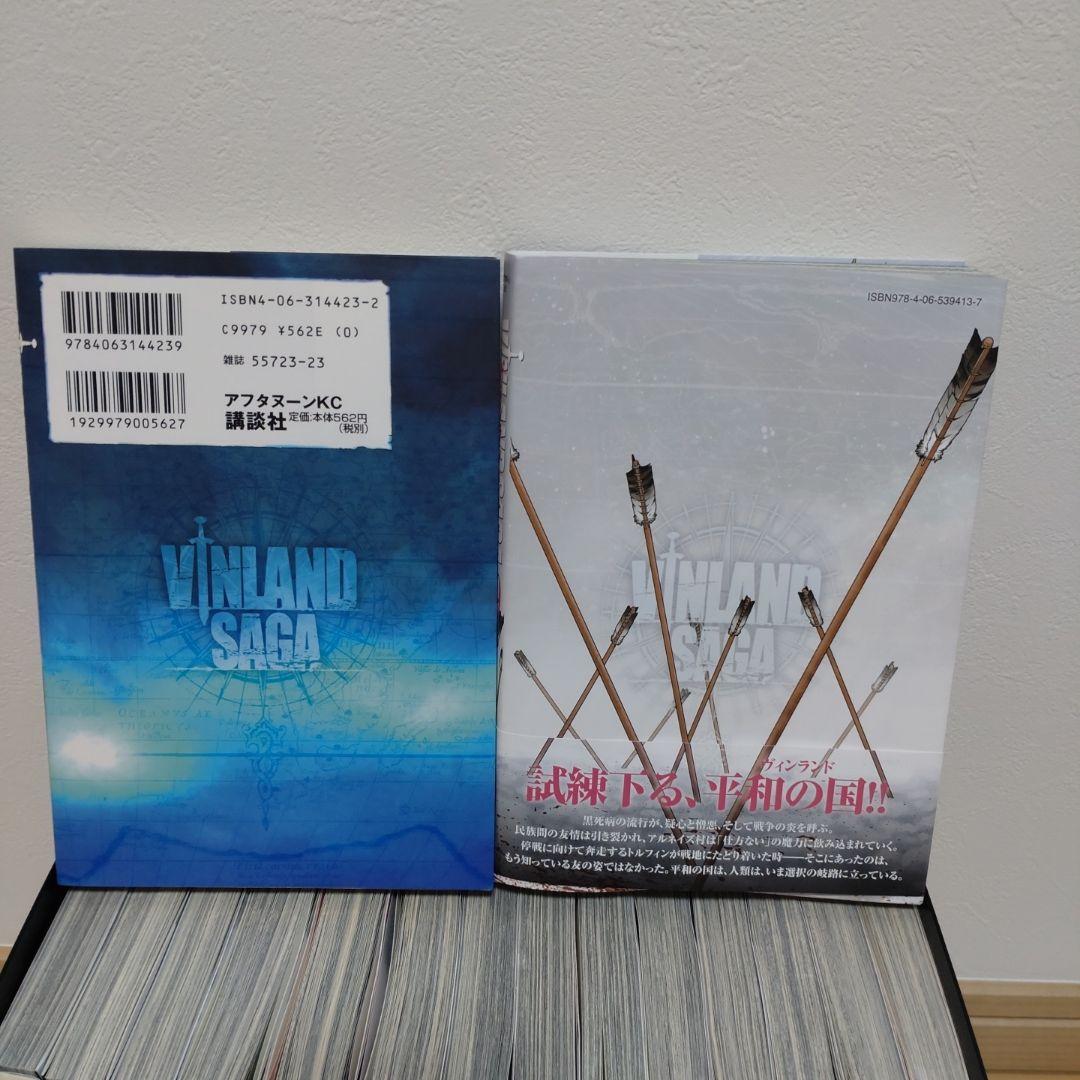 ISBN4-06-314423-2
C9979 ¥562E (0)
雑誌 55723-23
9784063144239
1929979005627
アフタヌーンKC
講談社
定価:本体562円
(税別)
VINLAND
SAGA
ISBN978-4-06-539413-7
VINLAND
SAGA
ヴィンランド
試練下る、平和の国!!
黒死病の流行が、疑心と憎悪、そして戦争の炎を呼ぶ。
民族間の友情は引き裂かれ、アルネイズ村は「仕方ない」の魔力に飲み込まれていく。
停戦に向けて奔走するトルフィンが戦地にたどり着いた時——そこにあったのは、
もう知っている友の姿ではなかった。平和の国は、人類は、いま選択の岐路に立っている。